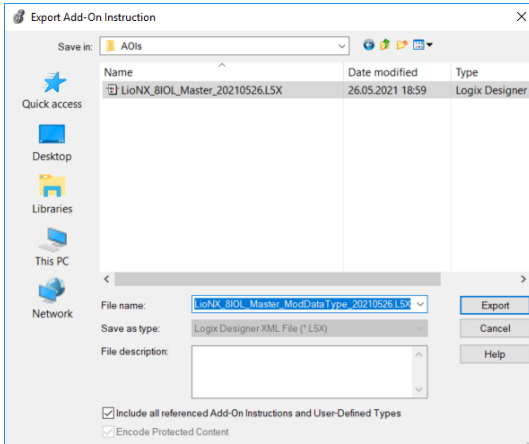 Export Add-On Instruction
Save in: AOIs
Name Date modified Type
LioNX_8IOL_Master_20210526.L5X 26.05.2021 18:59 Logix Designer
Quick access
Desktop
Libraries
This PC
Network
File name: LioNX_8IOL_Master_ModDataType_20210526.L5X Export
Save as type: Logix Designer XML File (*.L5X) Cancel
File description: Help
Include all referenced Add-On Instructions and User-Defined Types
Encode Protected Content